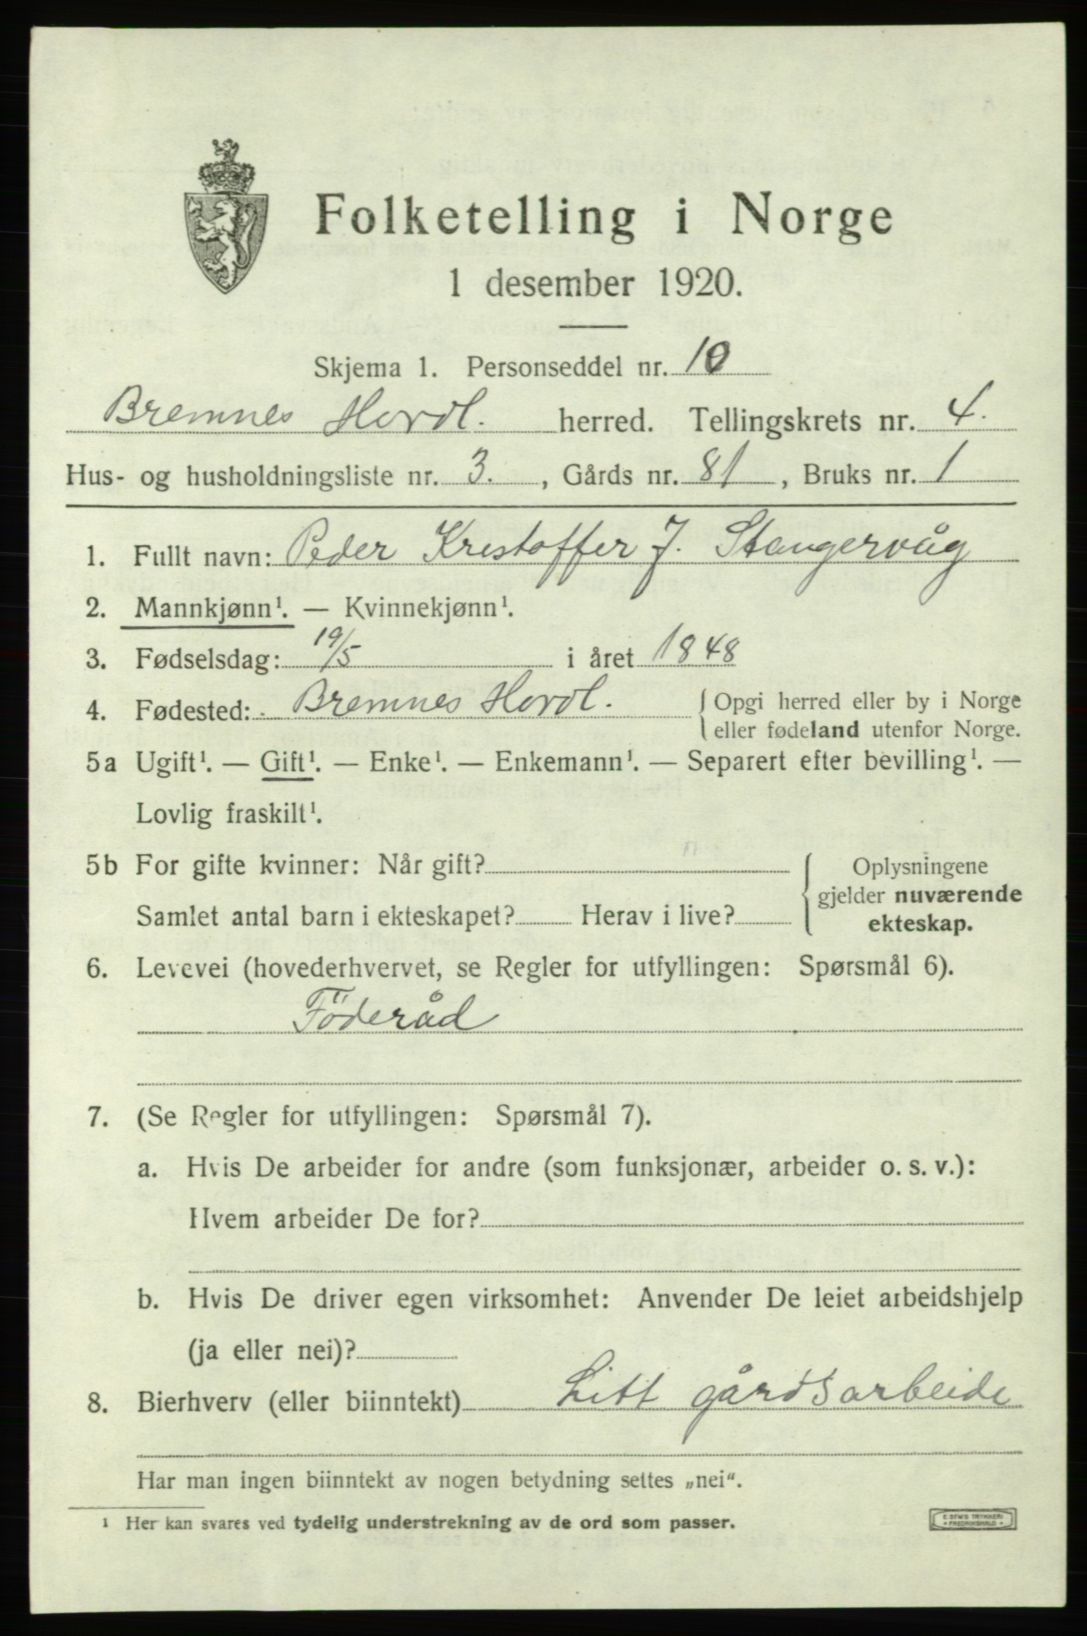 Folketelling i Norge
1 desember 1920.
Skjema 1. Personseddel nr. 10
Bremnes Hordl. herred. Tellingskrets nr. 4.
Hus- og husholdningsliste nr. 3., Gårds nr. 81, Bruks nr. 1
1. Fullt navn: Peder Krestoffer J. Stangervåg
2. Mannkjønn¹. — Kvinnekjønn¹.
3. Fødselsdag: 19/5 i året 1848
4. Fødested: Bremnes Hordl. { Opgi herred eller by i Norge
eller fødeland utenfor Norge.
5a Ugift¹. — Gift¹. — Enke¹. — Enkemann¹. — Separert efter bevilling¹. —
Lovlig fraskilt¹.
5b For gifte kvinner: Når gift?
Samlet antal barn i ekteskapet? Herav i live?
{ Oplysningene
gjelder nuværende
ekteskap.
6. Levevei (hovederhvervet, se Regler for utfyllingen: Spørsmål 6).
Föderåd
7. (Se Regler for utfyllingen: Spørsmål 7).
a. Hvis De arbeider for andre (som funksjonær, arbeider o. s. v.):
Hvem arbeider De for?
b. Hvis De driver egen virksomhet: Anvender De leiet arbeidshjelp
(ja eller nei)?
8. Bierhverv (eller biinntekt) Litt gårdsarbeide
Har man ingen biinntekt av nogen betydning settes „nei“.
¹ Her kan svares ved tydelig understrekning av de ord som passer.